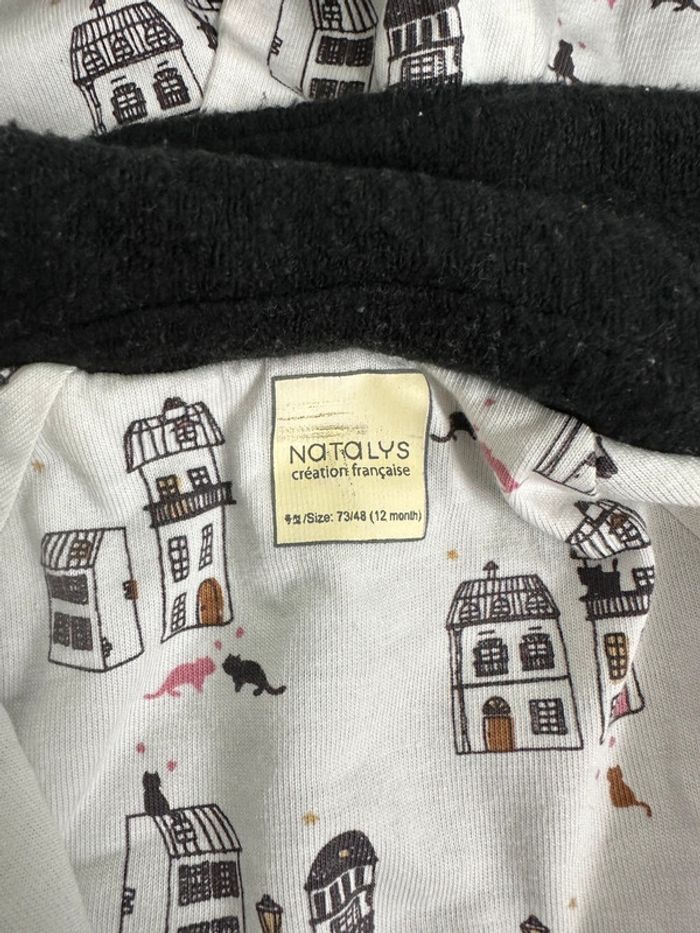 NATALYS
création française
号型/Size: 73/48 (12 month)